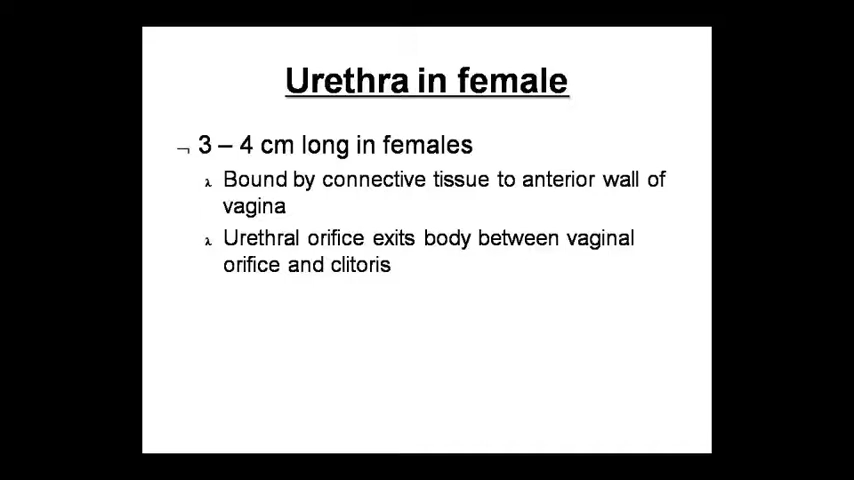 Urethra in female
¬ 3 – 4 cm long in females
λ Bound by connective tissue to anterior wall of
vagina
λ Urethral orifice exits body between vaginal
orifice and clitoris